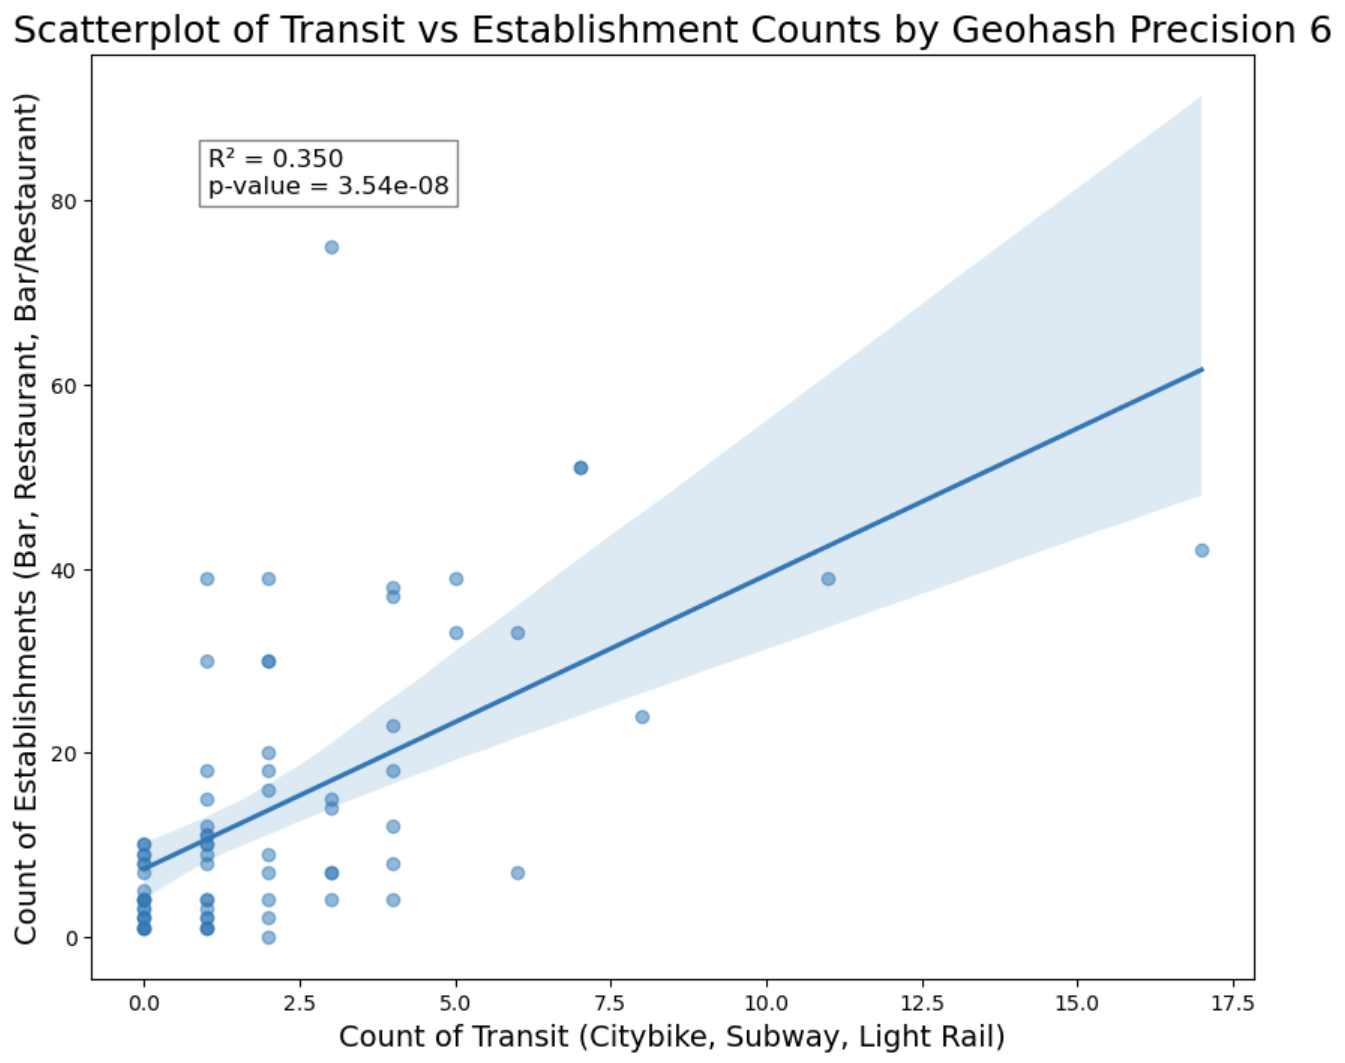 Scatterplot of Transit vs Establishment Counts by Geohash Precision 6
R² = 0.350
p-value = 3.54e-08
Count of Establishments (Bar, Restaurant, Bar/Restaurant)
80
60
40
20
0
0.0 2.5 5.0 7.5 10.0 12.5 15.0 17.5
Count of Transit (Citybike, Subway, Light Rail)